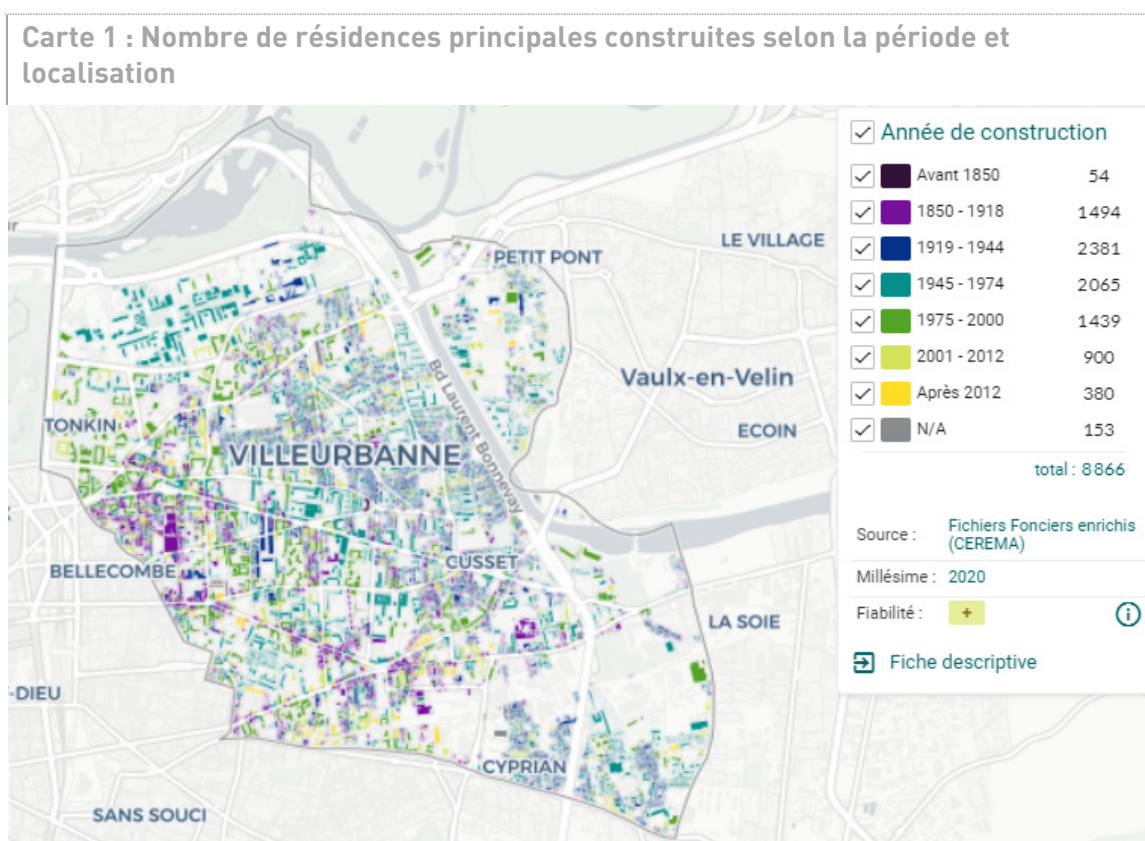 Carte 1 : Nombre de résidences principales construites selon la période et
localisation
Année de construction
Avant 1850 54
1850 - 1918 1494
1919 - 1944 2381
1945 - 1974 2065
1975 - 2000 1439
2001 - 2012 900
Après 2012 380
N/A 153
total : 8866
Source : Fichiers Fonciers enrichis
(CEREMA)
Millésime : 2020
Fiabilité : +
Fiche descriptive
LE VILLAGE
PETIT PONT
Bd Laurent Bonnevay
Vaulx-en-Velin
TONKIN
ECOIN
VILLEURBANNE
CUSSET
BELLECOMBE
LA SOIE
-DIEU
CYPRIAN
SANS SOUCI